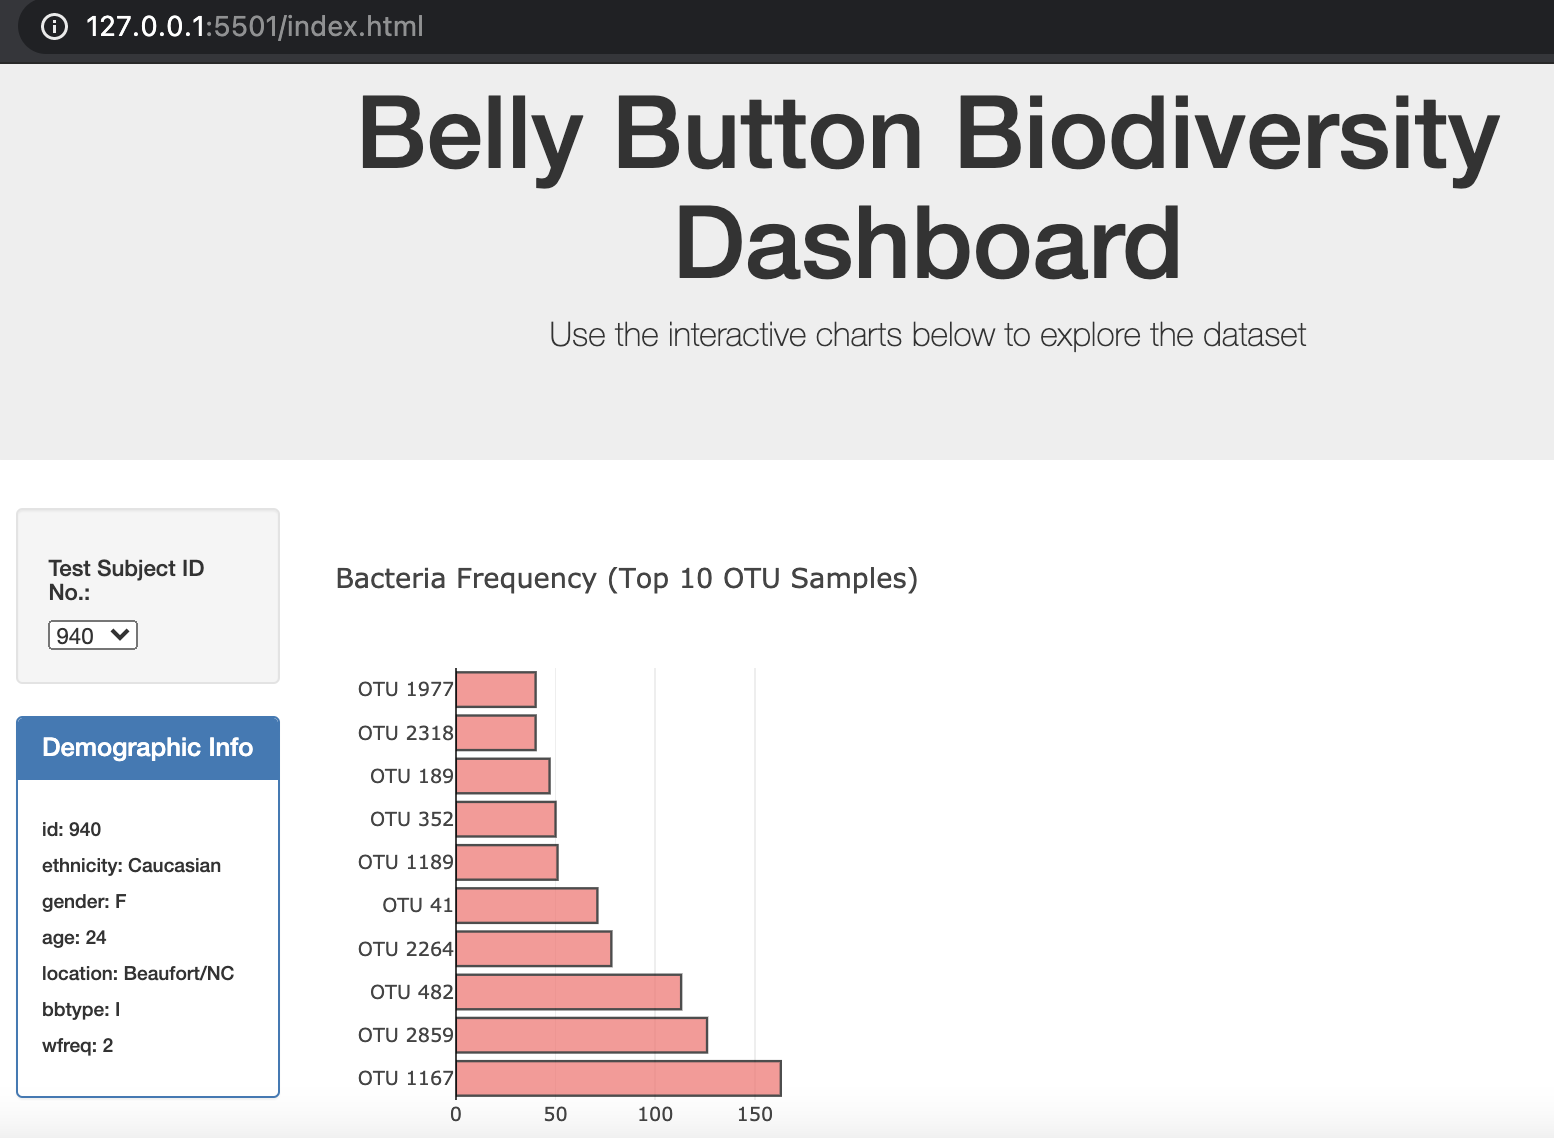 127.0.0.1:5501/index.html
Belly Button Biodiversity
Dashboard
Use the interactive charts below to explore the dataset
Test Subject ID
No.:
940
Demographic Info
id: 940
ethnicity: Caucasian
gender: F
age: 24
location: Beaufort/NC
bbtype: I
wfreq: 2
Bacteria Frequency (Top 10 OTU Samples)
OTU 1977
OTU 2318
OTU 189
OTU 352
OTU 1189
OTU 41
OTU 2264
OTU 482
OTU 2859
OTU 1167
0 50 100 150